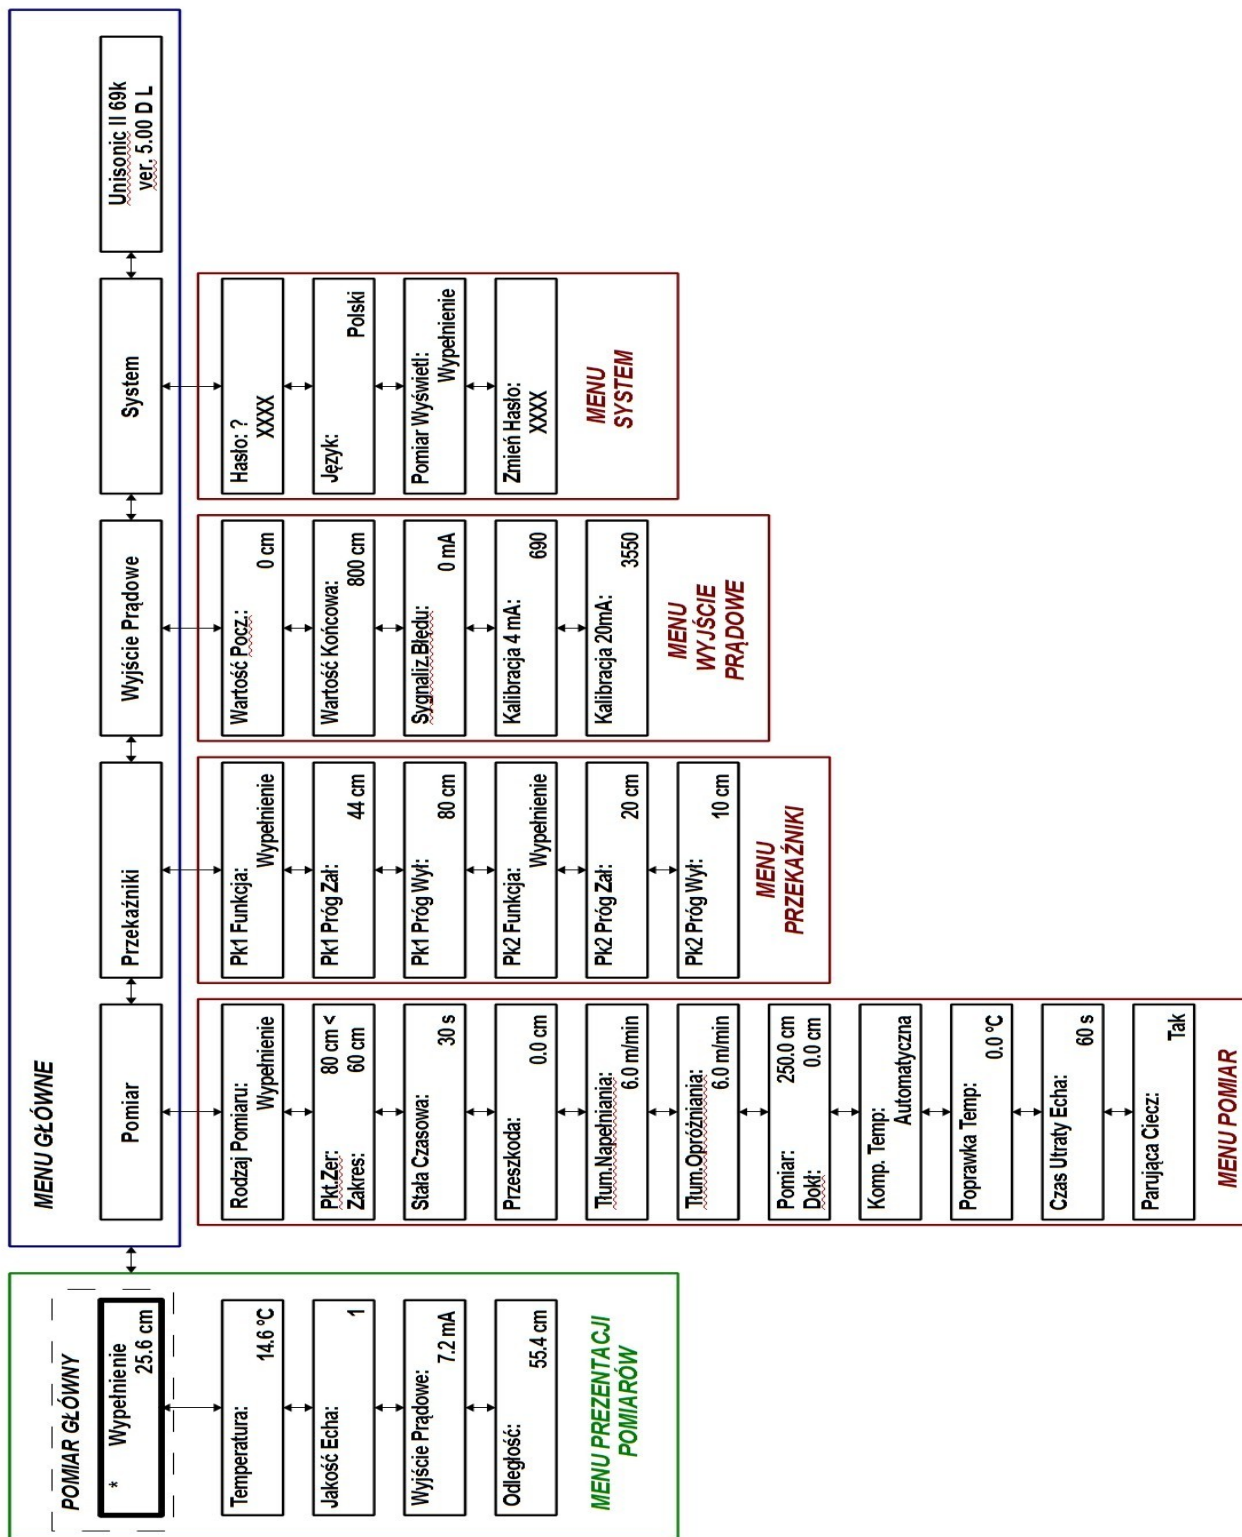 POMIAR GŁÓWNY
* Wypełnienie
25.6 cm
Temperatura:
14.6 ºC
Jakość Echa:
1
Wyjście Prądowe:
7.2 mA
Odległość:
55.4 cm
MENU PREZENTACJI
POMIARÓW
MENU GŁÓWNE
Pomiar
Przekaźniki
Wyjście Prądowe
System
Unisonic II 69k
ver. 5.00 D L
Rodzaj Pomiaru:
Wypełnienie
Pkt.Zer: 80 cm <
Zakres: 60 cm
Stała Czasowa:
30 s
Przeszkoda:
0.0 cm
Tłum.Napełniania:
6.0 m/min
Tłum.Opróżniania:
6.0 m/min
Pomiar: 250.0 cm
Dokł: 0.0 cm
Komp. Temp:
Automatyczna
Poprawka Temp:
0.0 ºC
Czas Utraty Echa:
60 s
Parująca Ciecz:
Tak
MENU POMIAR
Pk1 Funkcja:
Wypełnienie
Pk1 Próg Zał:
44 cm
Pk1 Próg Wył:
80 cm
Pk2 Funkcja:
Wypełnienie
Pk2 Próg Zał:
20 cm
Pk2 Próg Wył:
10 cm
MENU
PRZEKAŹNIKI
Wartość Pocz.:
0 cm
Wartość Końcowa:
800 cm
Sygnaliz.Błędu:
0 mA
Kalibracja 4 mA:
690
Kalibracja 20mA:
3550
MENU
WYJŚCIE
PRĄDOWE
Hasło: ?
XXXX
Język:
Polski
Pomiar Wyświetl:
Wypełnienie
Zmień Hasło:
XXXX
MENU
SYSTEM